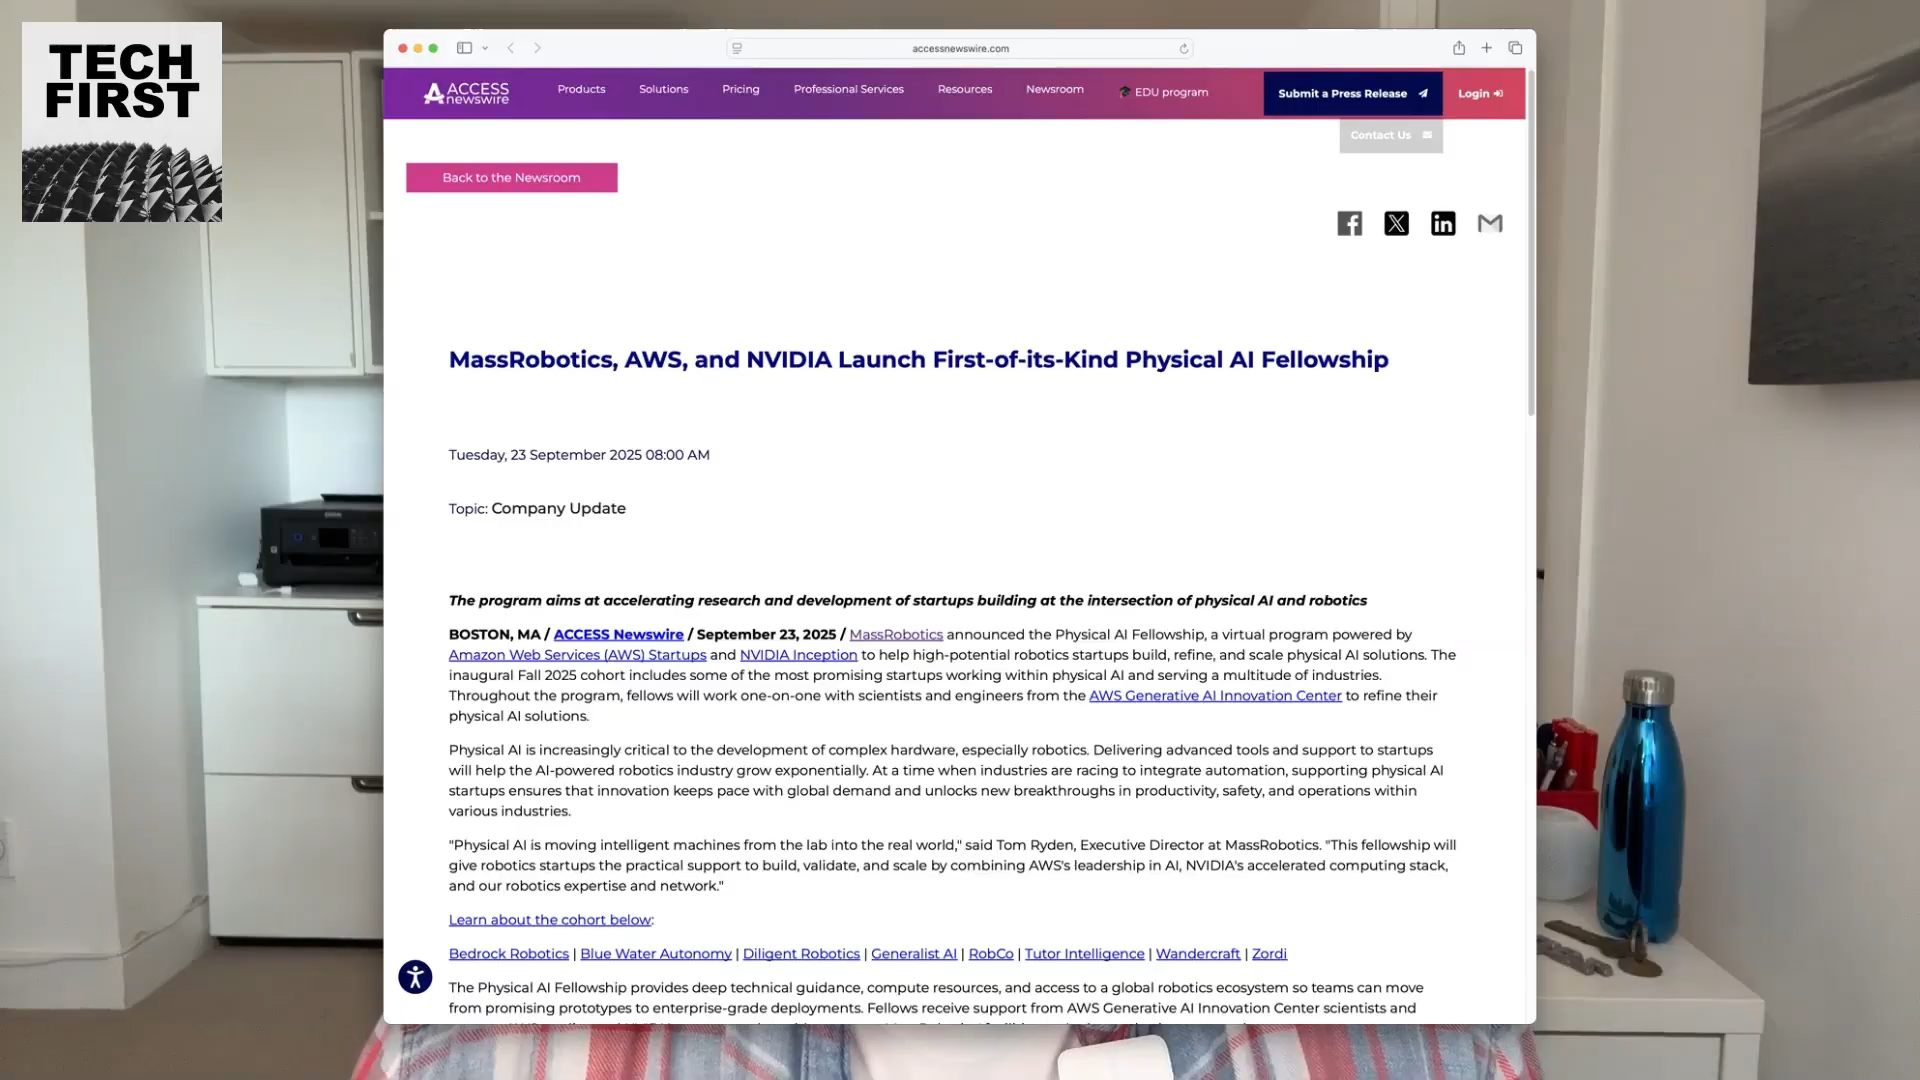 TECH
FIRST
accessnewswire.com
ACCESS
newswire
Products
Solutions
Pricing
Professional Services
Resources
Newsroom
EDU program
Submit a Press Release
Login
Contact Us
Back to the Newsroom
MassRobotics, AWS, and NVIDIA Launch First-of-its-Kind Physical AI Fellowship
Tuesday, 23 September 2025 08:00 AM
Topic: Company Update
The program aims at accelerating research and development of startups building at the intersection of physical AI and robotics
BOSTON, MA / ACCESS Newswire / September 23, 2025 / MassRobotics announced the Physical AI Fellowship, a virtual program powered by
Amazon Web Services (AWS) Startups and NVIDIA Inception to help high-potential robotics startups build, refine, and scale physical AI solutions. The
inaugural Fall 2025 cohort includes some of the most promising startups working within physical AI and serving a multitude of industries.
Throughout the program, fellows will work one-on-one with scientists and engineers from the AWS Generative AI Innovation Center to refine their
physical AI solutions.
Physical AI is increasingly critical to the development of complex hardware, especially robotics. Delivering advanced tools and support to startups
will help the AI-powered robotics industry grow exponentially. At a time when industries are racing to integrate automation, supporting physical AI
startups ensures that innovation keeps pace with global demand and unlocks new breakthroughs in productivity, safety, and operations within
various industries.
"Physical AI is moving intelligent machines from the lab into the real world," said Tom Ryden, Executive Director at MassRobotics. "This fellowship will
give robotics startups the practical support to build, validate, and scale by combining AWS's leadership in AI, NVIDIA's accelerated computing stack,
and our robotics expertise and network."
Learn about the cohort below:
Bedrock Robotics | Blue Water Autonomy | Diligent Robotics | Generalist AI | RobCo | Tutor Intelligence | Wandercraft | Zordi
The Physical AI Fellowship provides deep technical guidance, compute resources, and access to a global robotics ecosystem so teams can move
from promising prototypes to enterprise-grade deployments. Fellows receive support from AWS Generative AI Innovation Center scientists and